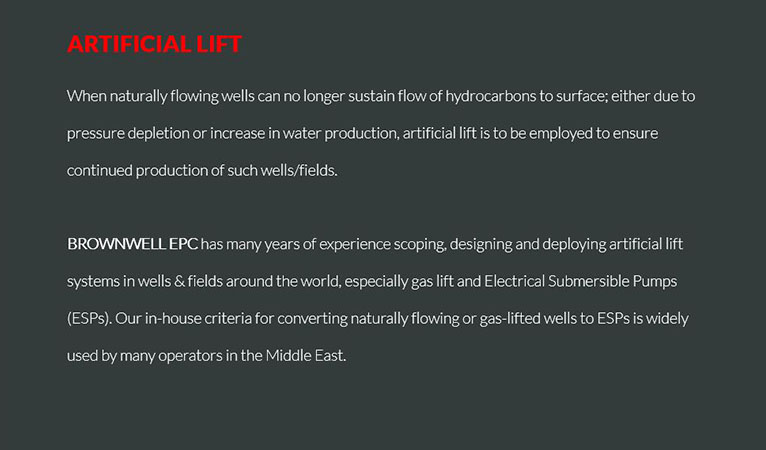 ARTIFICIAL LIFT
When naturally flowing wells can no longer sustain flow of hydrocarbons to surface; either due to
pressure depletion or increase in water production, artificial lift is to be employed to ensure
continued production of such wells/fields.
BROWNWELL EPC has many years of experience scoping, designing and deploying artificial lift
systems in wells & fields around the world, especially gas lift and Electrical Submersible Pumps
(ESPs). Our in-house criteria for converting naturally flowing or gas-lifted wells to ESPs is widely
used by many operators in the Middle East.